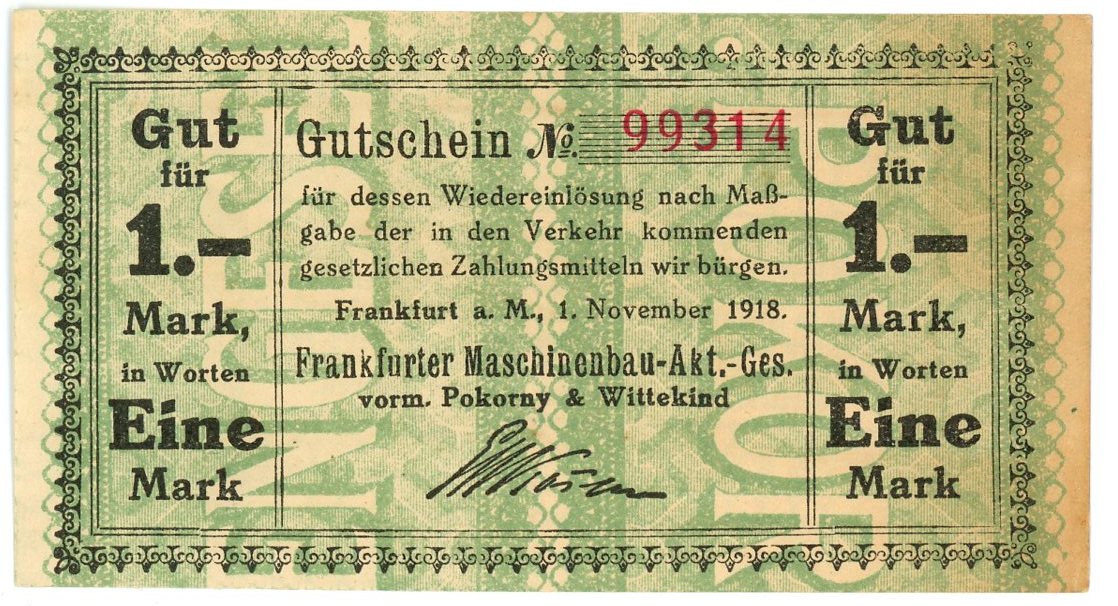 Gut
für
1.—
Mark,
in Worten
Eine
Mark
Gutschein No. 99314
für dessen Wiedereinlösung nach Maß-
gabe der in den Verkehr kommenden
gesetzlichen Zahlungsmitteln wir bürgen.
Frankfurt a. M., 1. November 1918.
Frankfurter Maschinenbau-Akt.-Ges.
vorm. Pokorny & Wittekind
Gut
für
1.—
Mark,
in Worten
Eine
Mark